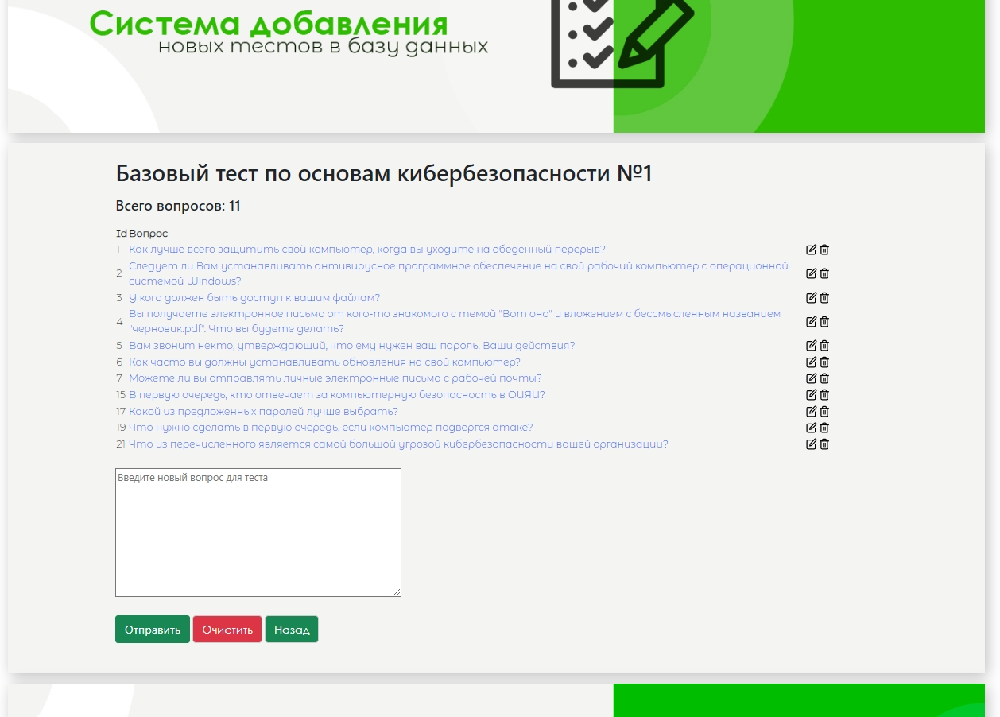 Система добавления
новых тестов в базу данных
Базовый тест по основам кибербезопасности №1
Всего вопросов: 11
Id Вопрос
1 Как лучше всего защитить свой компьютер, когда вы уходите на обеденный перерыв?
2 Следует ли Вам устанавливать антивирусное программное обеспечение на свой рабочий компьютер с операционной
системой Windows?
3 У кого должен быть доступ к вашим файлам?
4 Вы получаете электронное письмо от кого-то знакомого с темой "Вот оно" и вложением с бессмысленным названием
"черновик.pdf". Что вы будете делать?
5 Вам звонит некто, утверждающий, что ему нужен ваш пароль. Ваши действия?
6 Как часто вы должны устанавливать обновления на свой компьютер?
7 Можете ли вы отправлять личные электронные письма с рабочей почты?
15 В первую очередь, кто отвечает за компьютерную безопасность в ОИЯИ?
17 Какой из предложенных паролей лучше выбрать?
19 Что нужно сделать в первую очередь, если компьютер подвергся атаке?
21 Что из перечисленного является самой большой угрозой кибербезопасности вашей организации?
Введите новый вопрос для теста
Отправить Очистить Назад